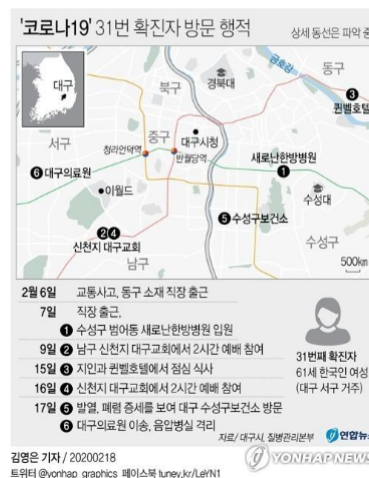 '코로나19' 31번 확진자 방문 행적
상세 동선은 파악 중
대구
북구
경북대
금호강
동구
❸
퀸벨호텔
서구
중구
대구시청
청라언덕역
반월당역
새로난한방병원
❶
❻ 대구의료원
이월드
수성대
❺ 수성구보건소
❷❹
신천지 대구교회
수성구
남구
500km
2월 6일 교통사고, 동구 소재 직장 출근
7일 직장 출근,
❶ 수성구 범어동 새로난한방병원 입원
9일 ❷ 남구 신천지 대구교회에서 2시간 예배 참여
15일 ❸ 지인과 퀸벨호텔에서 점심 식사
16일 ❹ 신천지 대구교회에서 2시간 예배 참여
17일 ❺ 발열, 폐렴 증세를 보여 대구 수성구보건소 방문
❻ 대구의료원 이송, 음압병실 격리
31번째 확진자
61세 한국인 여성
(대구 서구 거주)
자료/ 대구시, 질병관리본부
연합뉴스
김영은 / 20200218
YONHAP NEWS
트위터 @yonhap_graphics 페이스북 tuney.kr/LeYN1